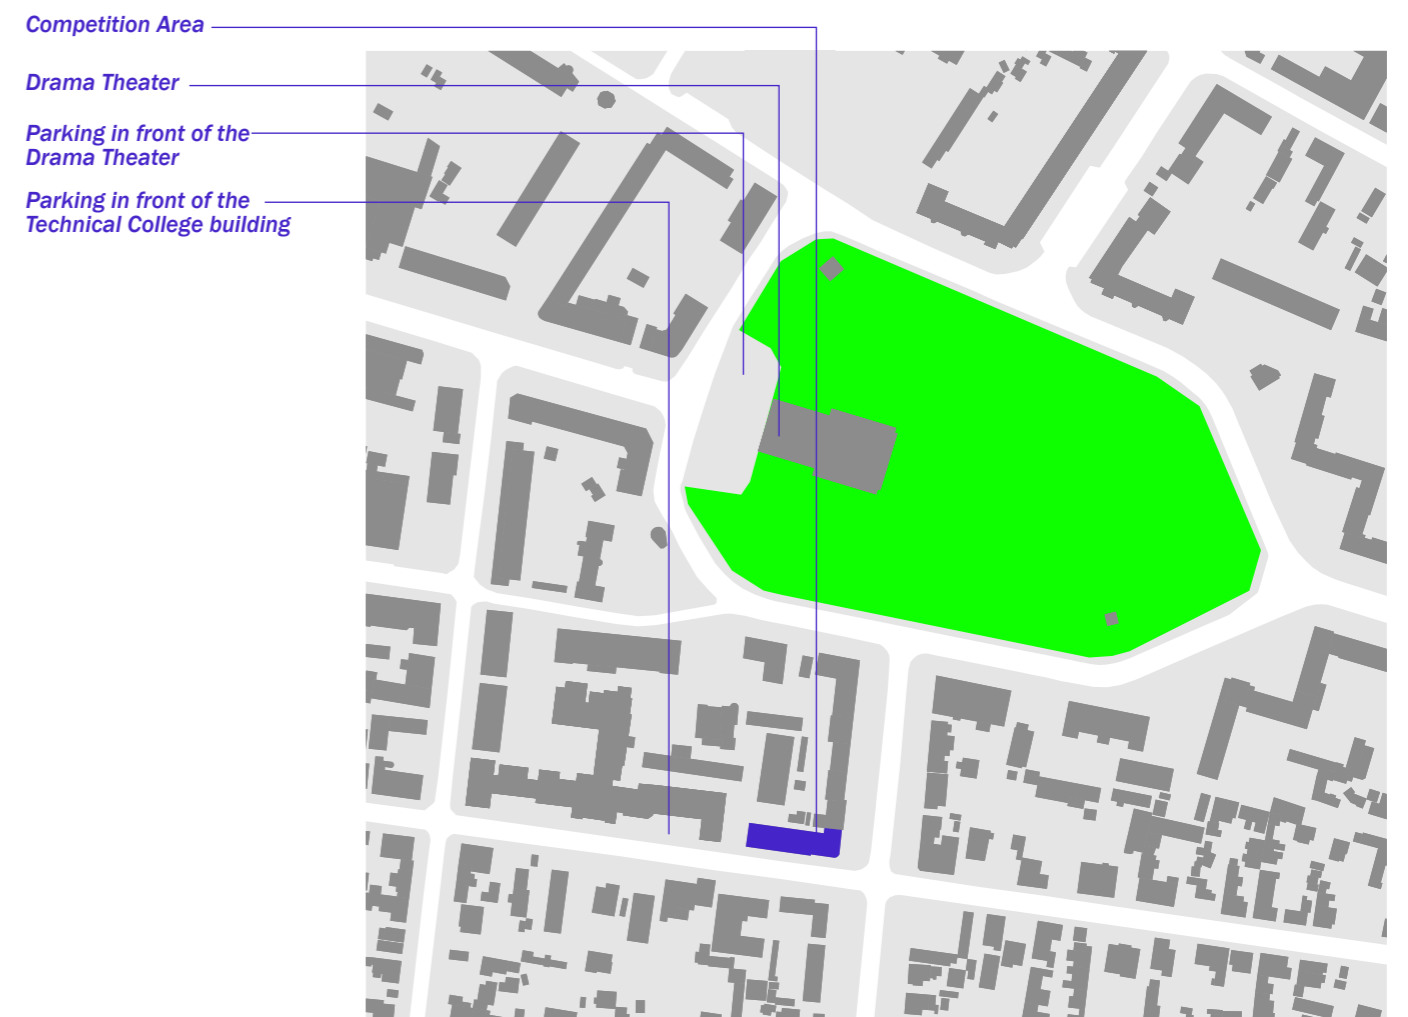 Competition Area
Drama Theater
Parking in front of the
Drama Theater
Parking in front of the
Technical College building